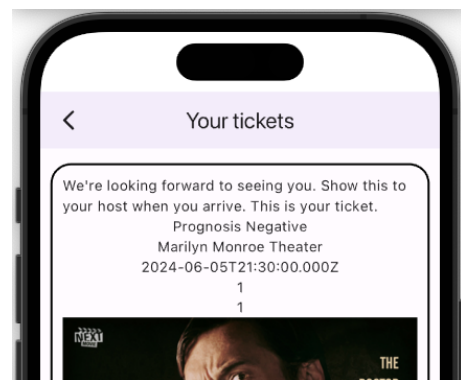 Your tickets
We're looking forward to seeing you. Show this to
your host when you arrive. This is your ticket.
Prognosis Negative
Marilyn Monroe Theater
2024-06-05T21:30:00.000Z
1
1
NEXT
THE